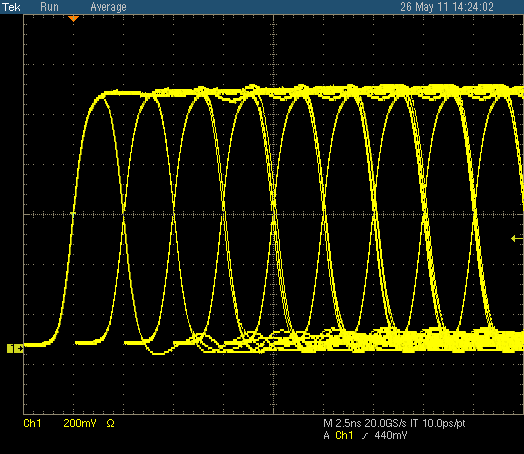 Tek Run Average 26 May 11 14:24:02
1
Ch1 200mV Ω M 2.5ns 20.0GS/s IT 10.0ps/pt
A Ch1 ∫ 440mV